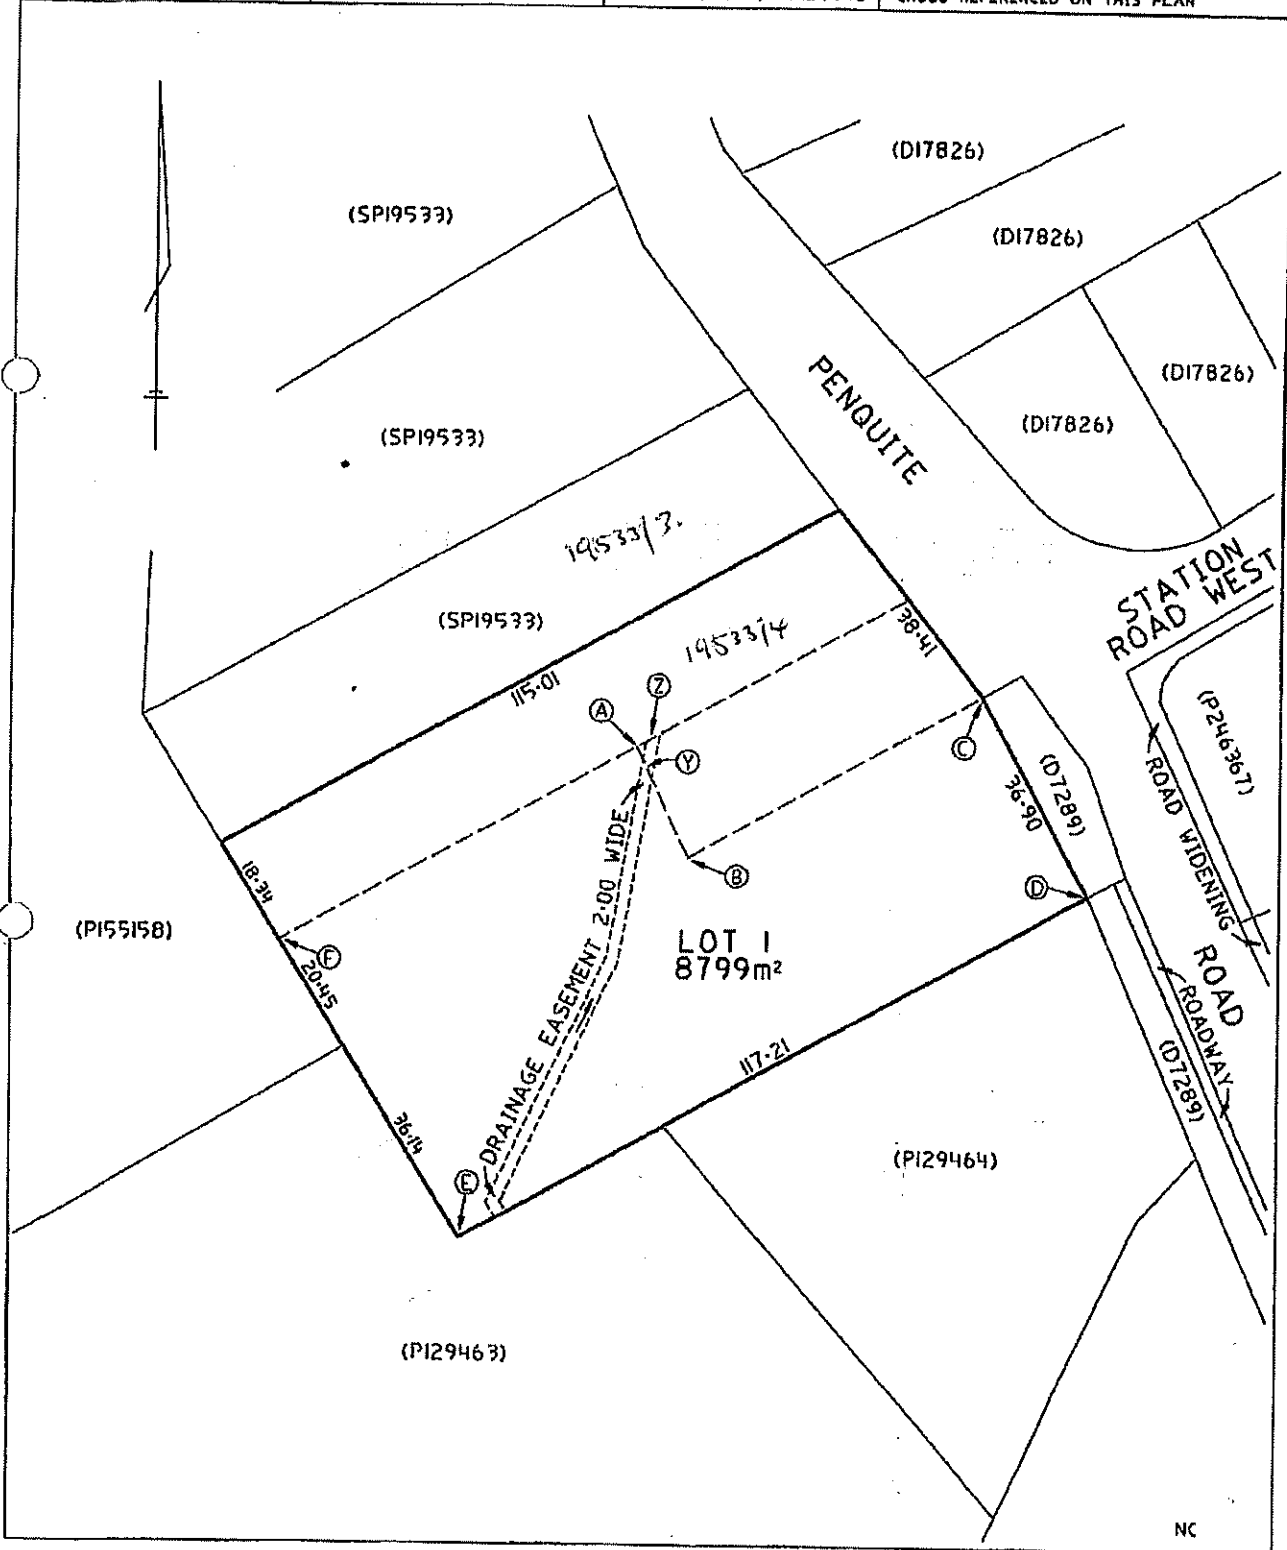 CROSS REFERENCED ON THIS PLAN
(D17826)
(SP19533)
(D17826)
(D17826)
PENQUITE
(SP19533)
(D17826)
19533/3.
STATION
ROAD WEST
(SP19533)
19533/4
38·41
115·01
Z
A
(P246367)
C
Y
(D7289)
ROAD WIDENING
36·90
18·34
B
D
(P155158)
LOT 1
8799m²
F
20·45
DRAINAGE EASEMENT 2·00 WIDE
ROAD
ROADWAY
117·21
(D7289)
36·14
(P129464)
E
(P129463)
NC